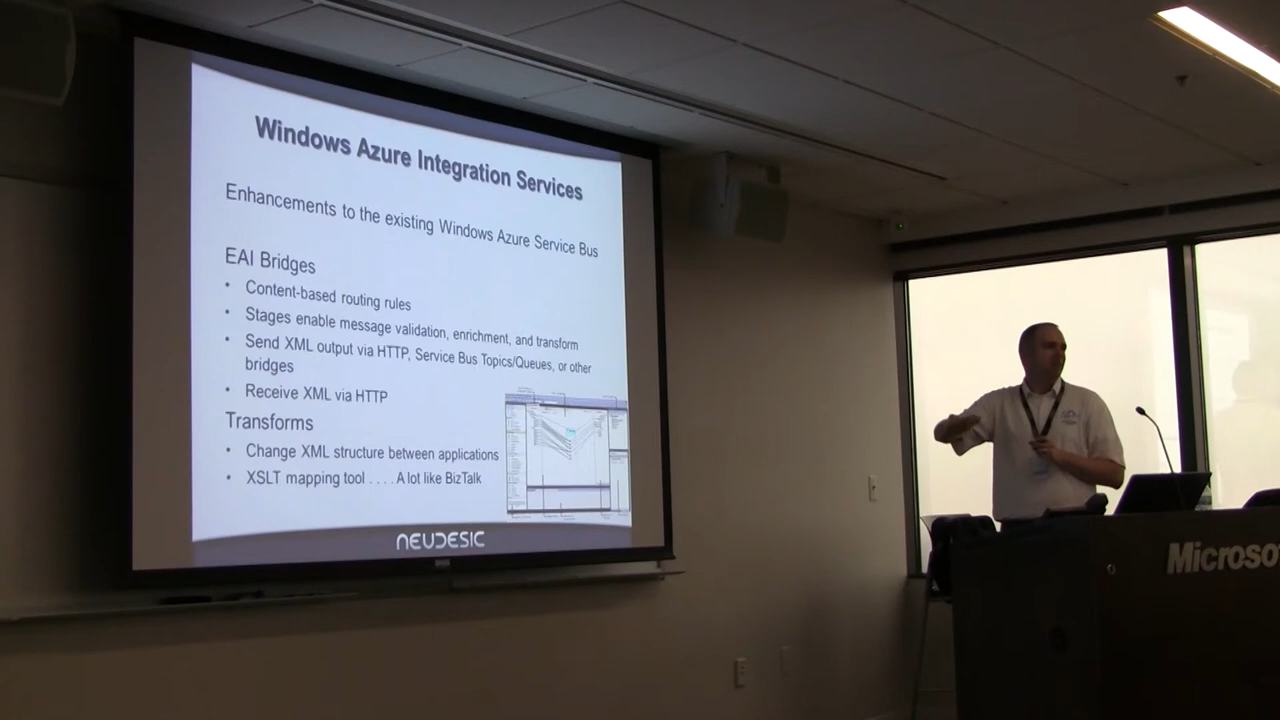 Windows Azure Integration Services
Enhancements to the existing Windows Azure Service Bus
EAI Bridges
• Content-based routing rules
• Stages enable message validation, enrichment, and transform
• Send XML output via HTTP, Service Bus Topics/Queues, or other
bridges
• Receive XML via HTTP
Transforms
• Change XML structure between applications
• XSLT mapping tool . . . . A lot like BizTalk
NEUDESIC
Microso